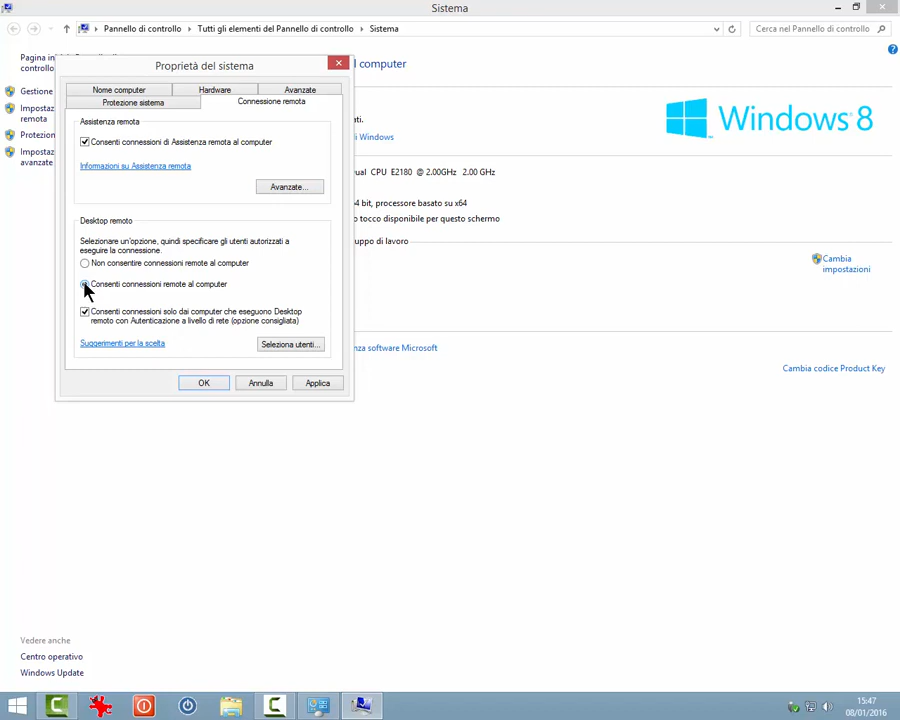 Sistema
Pannello di controllo
Tutti gli elementi del Pannello di controllo
Sistema
Cerca nel Pannello di controllo
Pagina in
controllo
Gestione
Impostaz
remota
Protezion
Impostaz
avanzate
Proprietà del sistema
Nome computer
Hardware
Avanzate
Protezione sistema
Connessione remota
Assistenza remota
Consenti connessioni di Assistenza remota al computer
Informazioni su Assistenza remota
Avanzate...
Desktop remoto
Selezionare un'opzione, quindi specificare gli utenti autorizzati a
eseguire la connessione.
Non consentire connessioni remote al computer
Consenti connessioni remote al computer
Consenti connessioni solo dai computer che eseguono Desktop
remoto con Autenticazione a livello di rete (opzione consigliata)
Suggerimenti per la scelta
Seleziona utenti...
OK
Annulla
Applica
l computer
ti.
i Windows
Windows 8
ual CPU E2180 @ 2.00GHz 2.00 GHz
4 bit, processore basato su x64
o tocco disponibile per questo schermo
uppo di lavoro
Cambia
impostazioni
nza software Microsoft
Cambia codice Product Key
Vedere anche
Centro operativo
Windows Update
15:47
08/01/2016